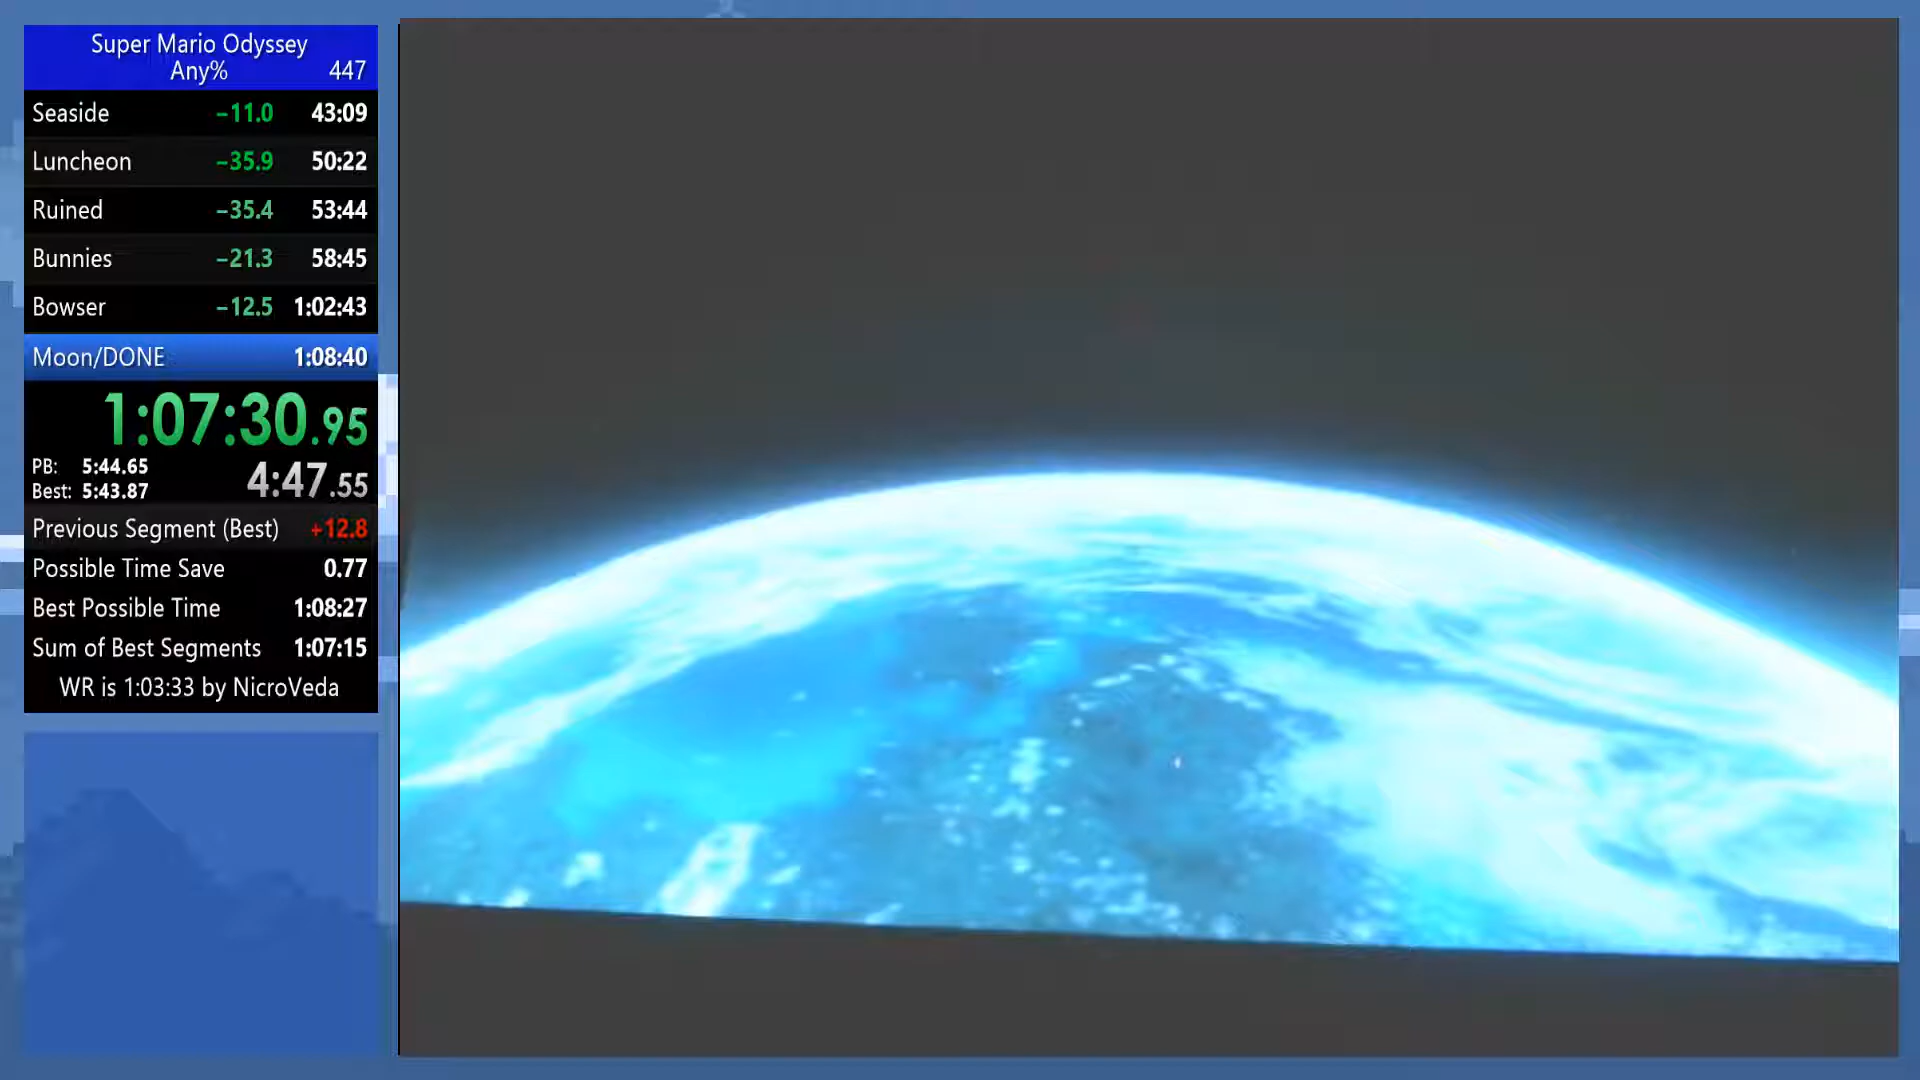 Super Mario Odyssey
Any% 447
Seaside −11.0 43:09
Luncheon −35.9 50:22
Ruined −35.4 53:44
Bunnies −21.3 58:45
Bowser −12.5 1:02:43
Moon/DONE 1:08:40
1:07:30.95
PB: 5:44.65
Best: 5:43.87
4:47.55
Previous Segment (Best) +12.8
Possible Time Save 0.77
Best Possible Time 1:08:27
Sum of Best Segments 1:07:15
WR is 1:03:33 by NicroVeda